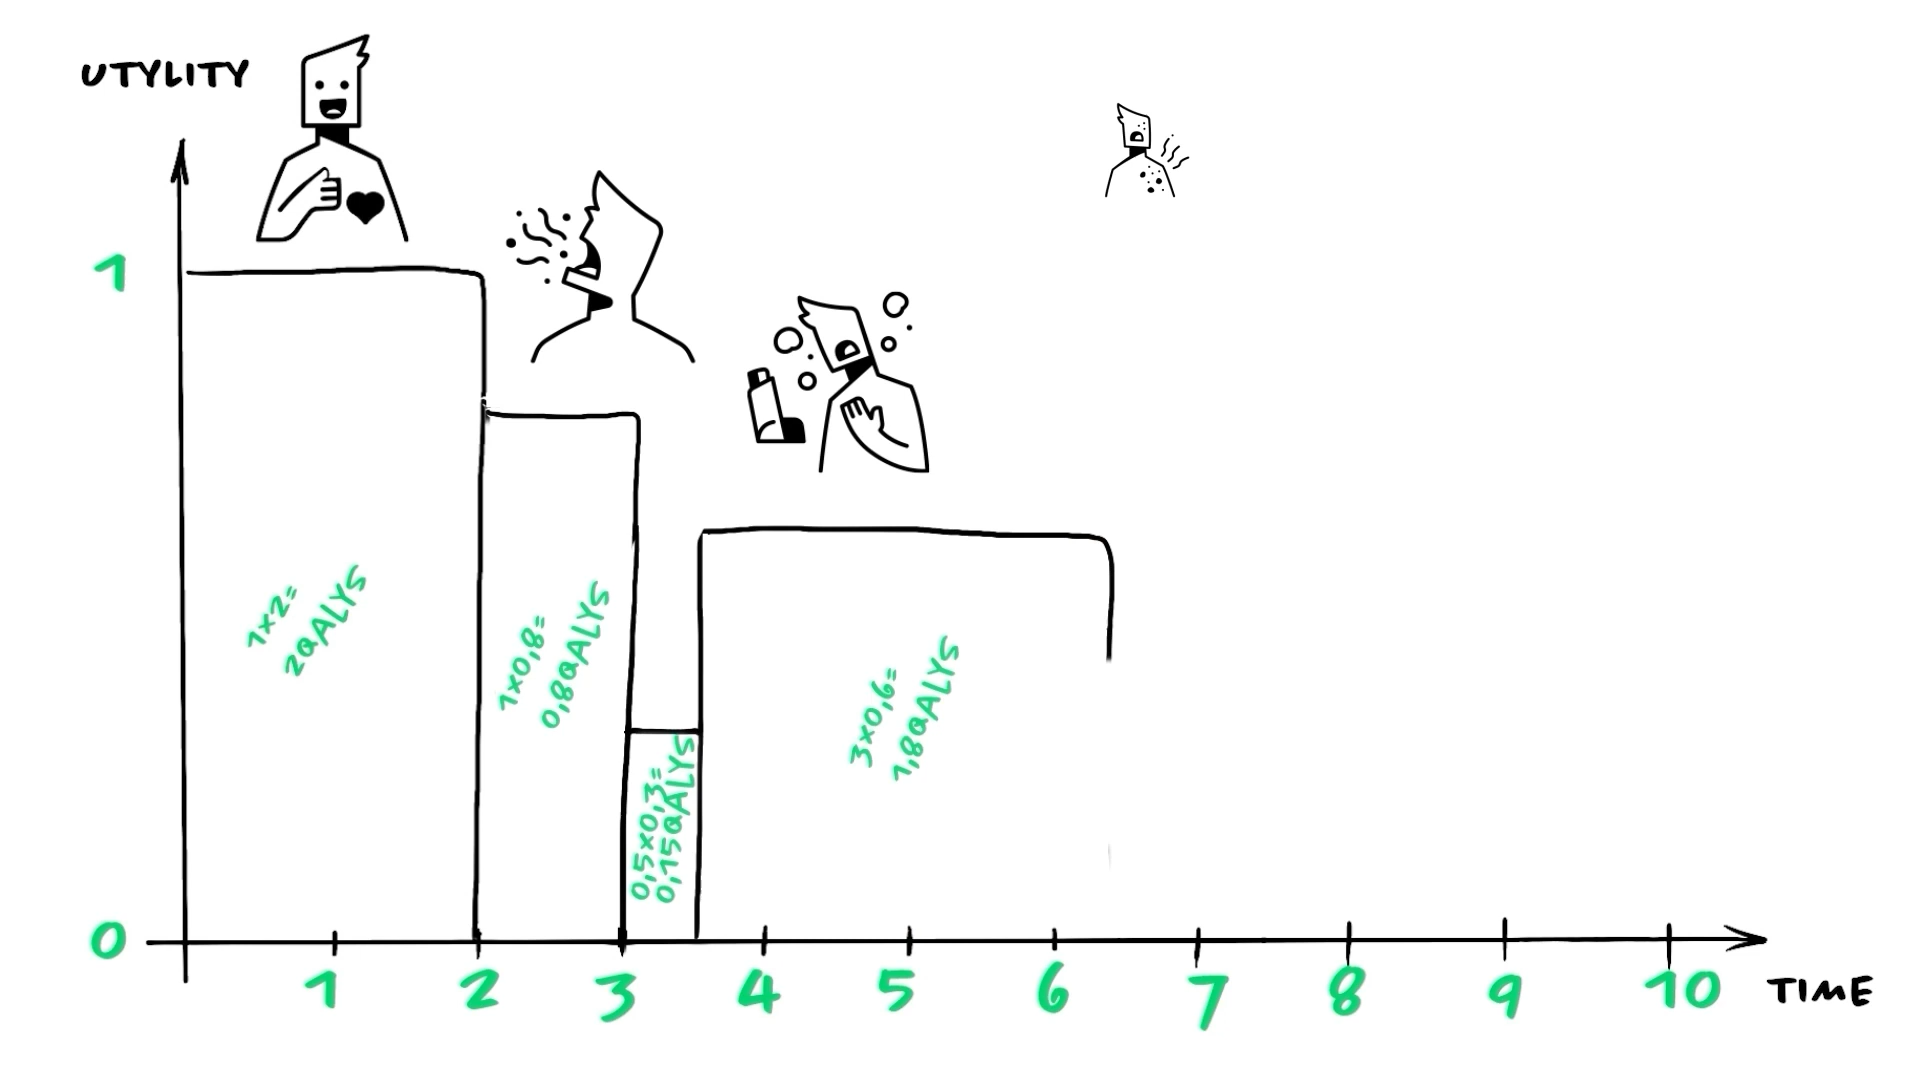 UTYLITY
1
1x2=
2QALYS
1x0,8=
0,8QALYS
0,5x0,3=
0,15QALYS
3x0,6=
1,8QALYS
0
1 2 3 4 5 6 7 8 9 10
TIME